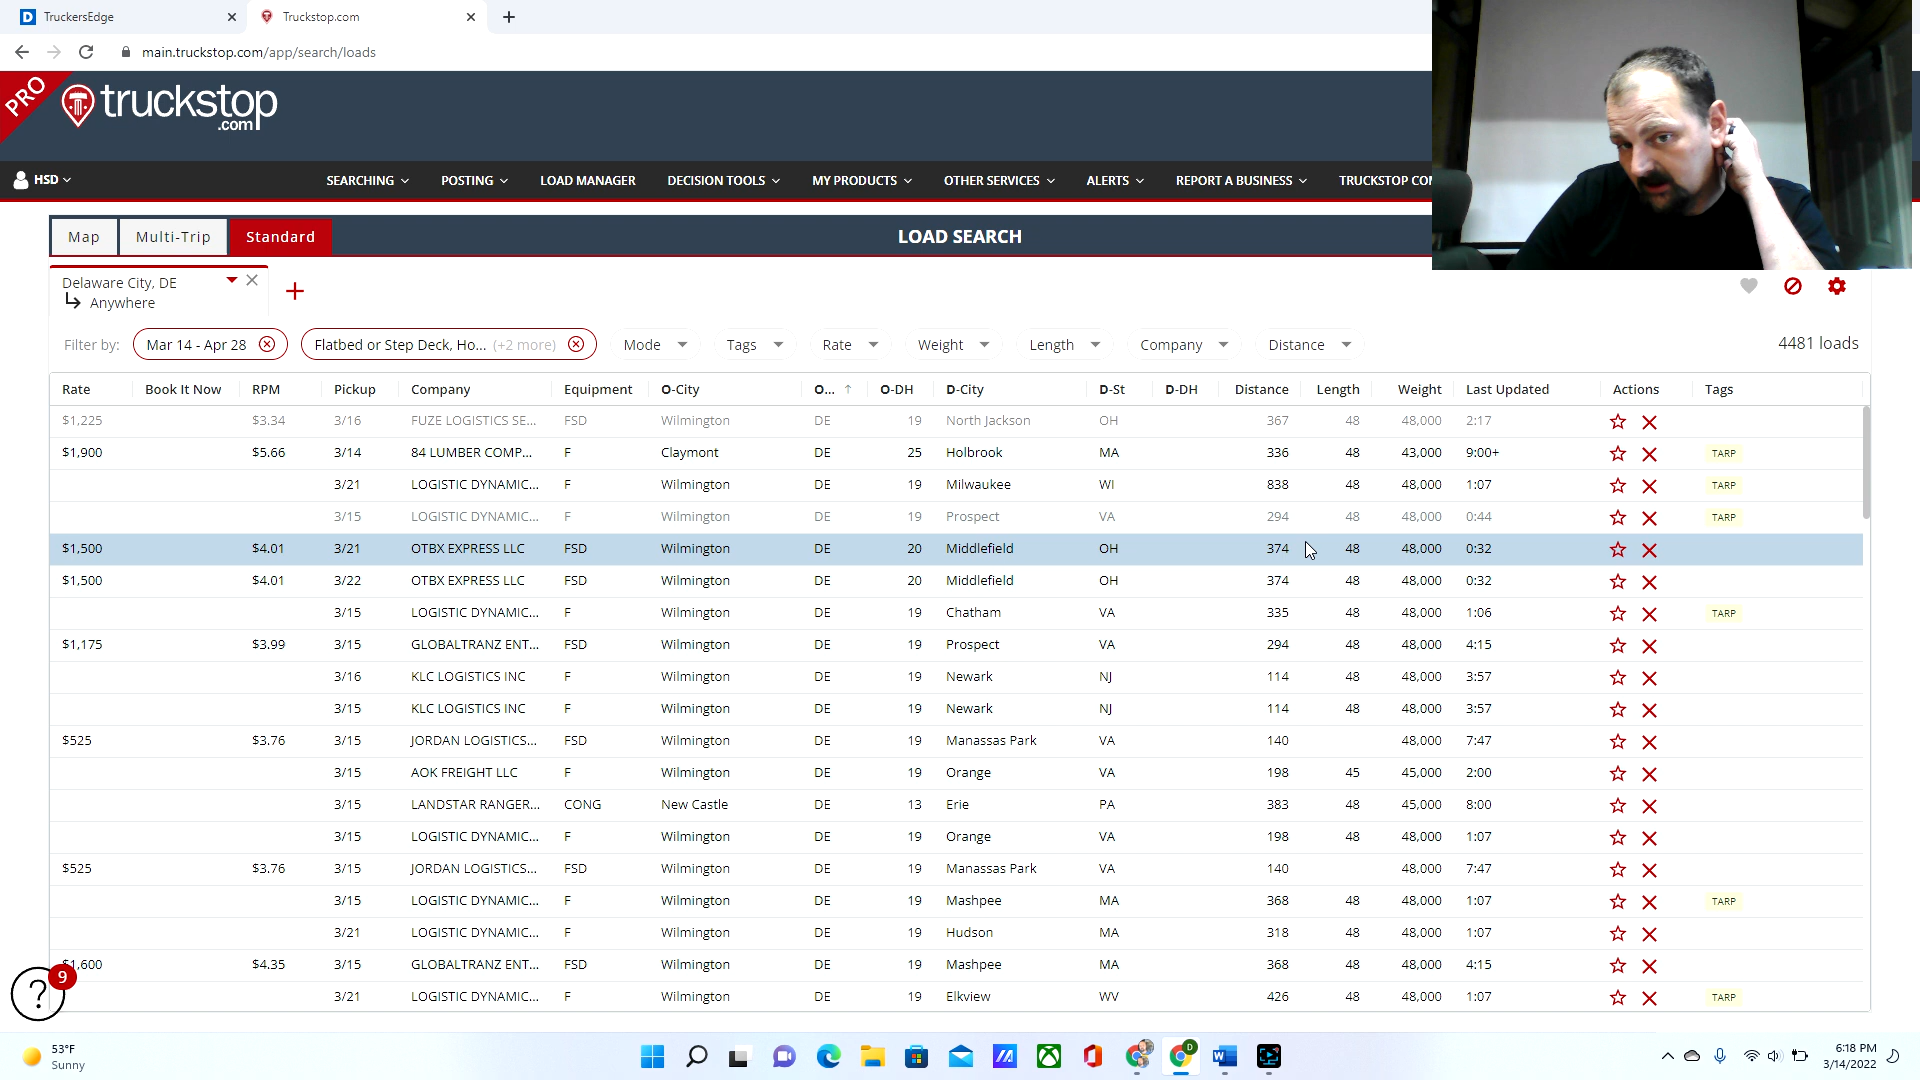 TruckersEdge
Truckstop.com
main.truckstop.com/app/search/loads
PRO
truckstop
.com
HSD
SEARCHING POSTING LOAD MANAGER DECISION TOOLS MY PRODUCTS OTHER SERVICES ALERTS REPORT A BUSINESS TRUCKSTOP COM
Map Multi-Trip Standard LOAD SEARCH
Delaware City, DE
Anywhere
Filter by: Mar 14 - Apr 28 Flatbed or Step Deck, Ho... (+2 more) Mode Tags Rate Weight Length Company Distance 4481 loads
Rate Book It Now RPM Pickup Company Equipment O-City O... O-DH D-City D-St D-DH Distance Length Weight Last Updated Actions Tags
$1,225 $3.34 3/16 FUZE LOGISTICS SE... FSD Wilmington DE 19 North Jackson OH 367 48 48,000 2:17
$1,900 $5.66 3/14 84 LUMBER COMP... F Claymont DE 25 Holbrook MA 336 48 43,000 9:00+ TARP
3/21 LOGISTIC DYNAMIC... F Wilmington DE 19 Milwaukee WI 838 48 48,000 1:07 TARP
3/15 LOGISTIC DYNAMIC... F Wilmington DE 19 Prospect VA 294 48 48,000 0:44 TARP
$1,500 $4.01 3/21 OTBX EXPRESS LLC FSD Wilmington DE 20 Middlefield OH 374 48 48,000 0:32
$1,500 $4.01 3/22 OTBX EXPRESS LLC FSD Wilmington DE 20 Middlefield OH 374 48 48,000 0:32
3/15 LOGISTIC DYNAMIC... F Wilmington DE 19 Chatham VA 335 48 48,000 1:06 TARP
$1,175 $3.99 3/15 GLOBALTRANZ ENT... FSD Wilmington DE 19 Prospect VA 294 48 48,000 4:15
3/16 KLC LOGISTICS INC F Wilmington DE 19 Newark NJ 114 48 48,000 3:57
3/15 KLC LOGISTICS INC F Wilmington DE 19 Newark NJ 114 48 48,000 3:57
$525 $3.76 3/15 JORDAN LOGISTICS... FSD Wilmington DE 19 Manassas Park VA 140 48,000 7:47
3/15 AOK FREIGHT LLC F Wilmington DE 19 Orange VA 198 45 45,000 2:00
3/15 LANDSTAR RANGER... CONG New Castle DE 13 Erie PA 383 48 45,000 8:00
3/15 LOGISTIC DYNAMIC... F Wilmington DE 19 Orange VA 198 48 48,000 1:07
$525 $3.76 3/15 JORDAN LOGISTICS... FSD Wilmington DE 19 Manassas Park VA 140 48,000 7:47
3/15 LOGISTIC DYNAMIC... F Wilmington DE 19 Mashpee MA 368 48 48,000 1:07 TARP
3/21 LOGISTIC DYNAMIC... F Wilmington DE 19 Hudson MA 318 48 48,000 1:07
$1,600 $4.35 3/15 GLOBALTRANZ ENT... FSD Wilmington DE 19 Mashpee MA 368 48 48,000 4:15
3/21 LOGISTIC DYNAMIC... F Wilmington DE 19 Elkview WV 426 48 48,000 1:07 TARP
? 9
53°F
Sunny
6:18 PM
3/14/2022